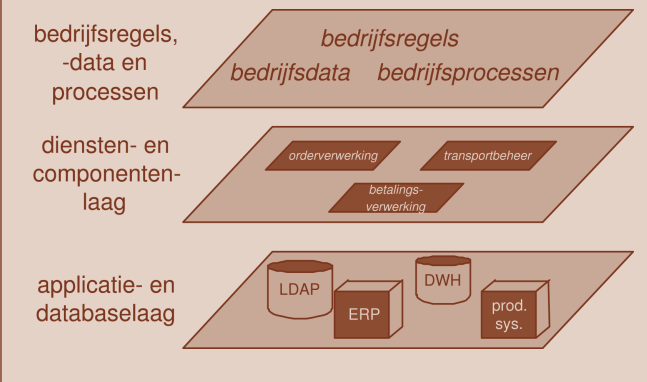 bedrijfsregels,
-data en
processen
bedrijfsregels
bedrijfsdata bedrijfsprocessen
diensten- en
componenten-
laag
orderverwerking transportbeheer
betalings-
verwerking
applicatie- en
databaselaag
LDAP
ERP
DWH
prod.
sys.